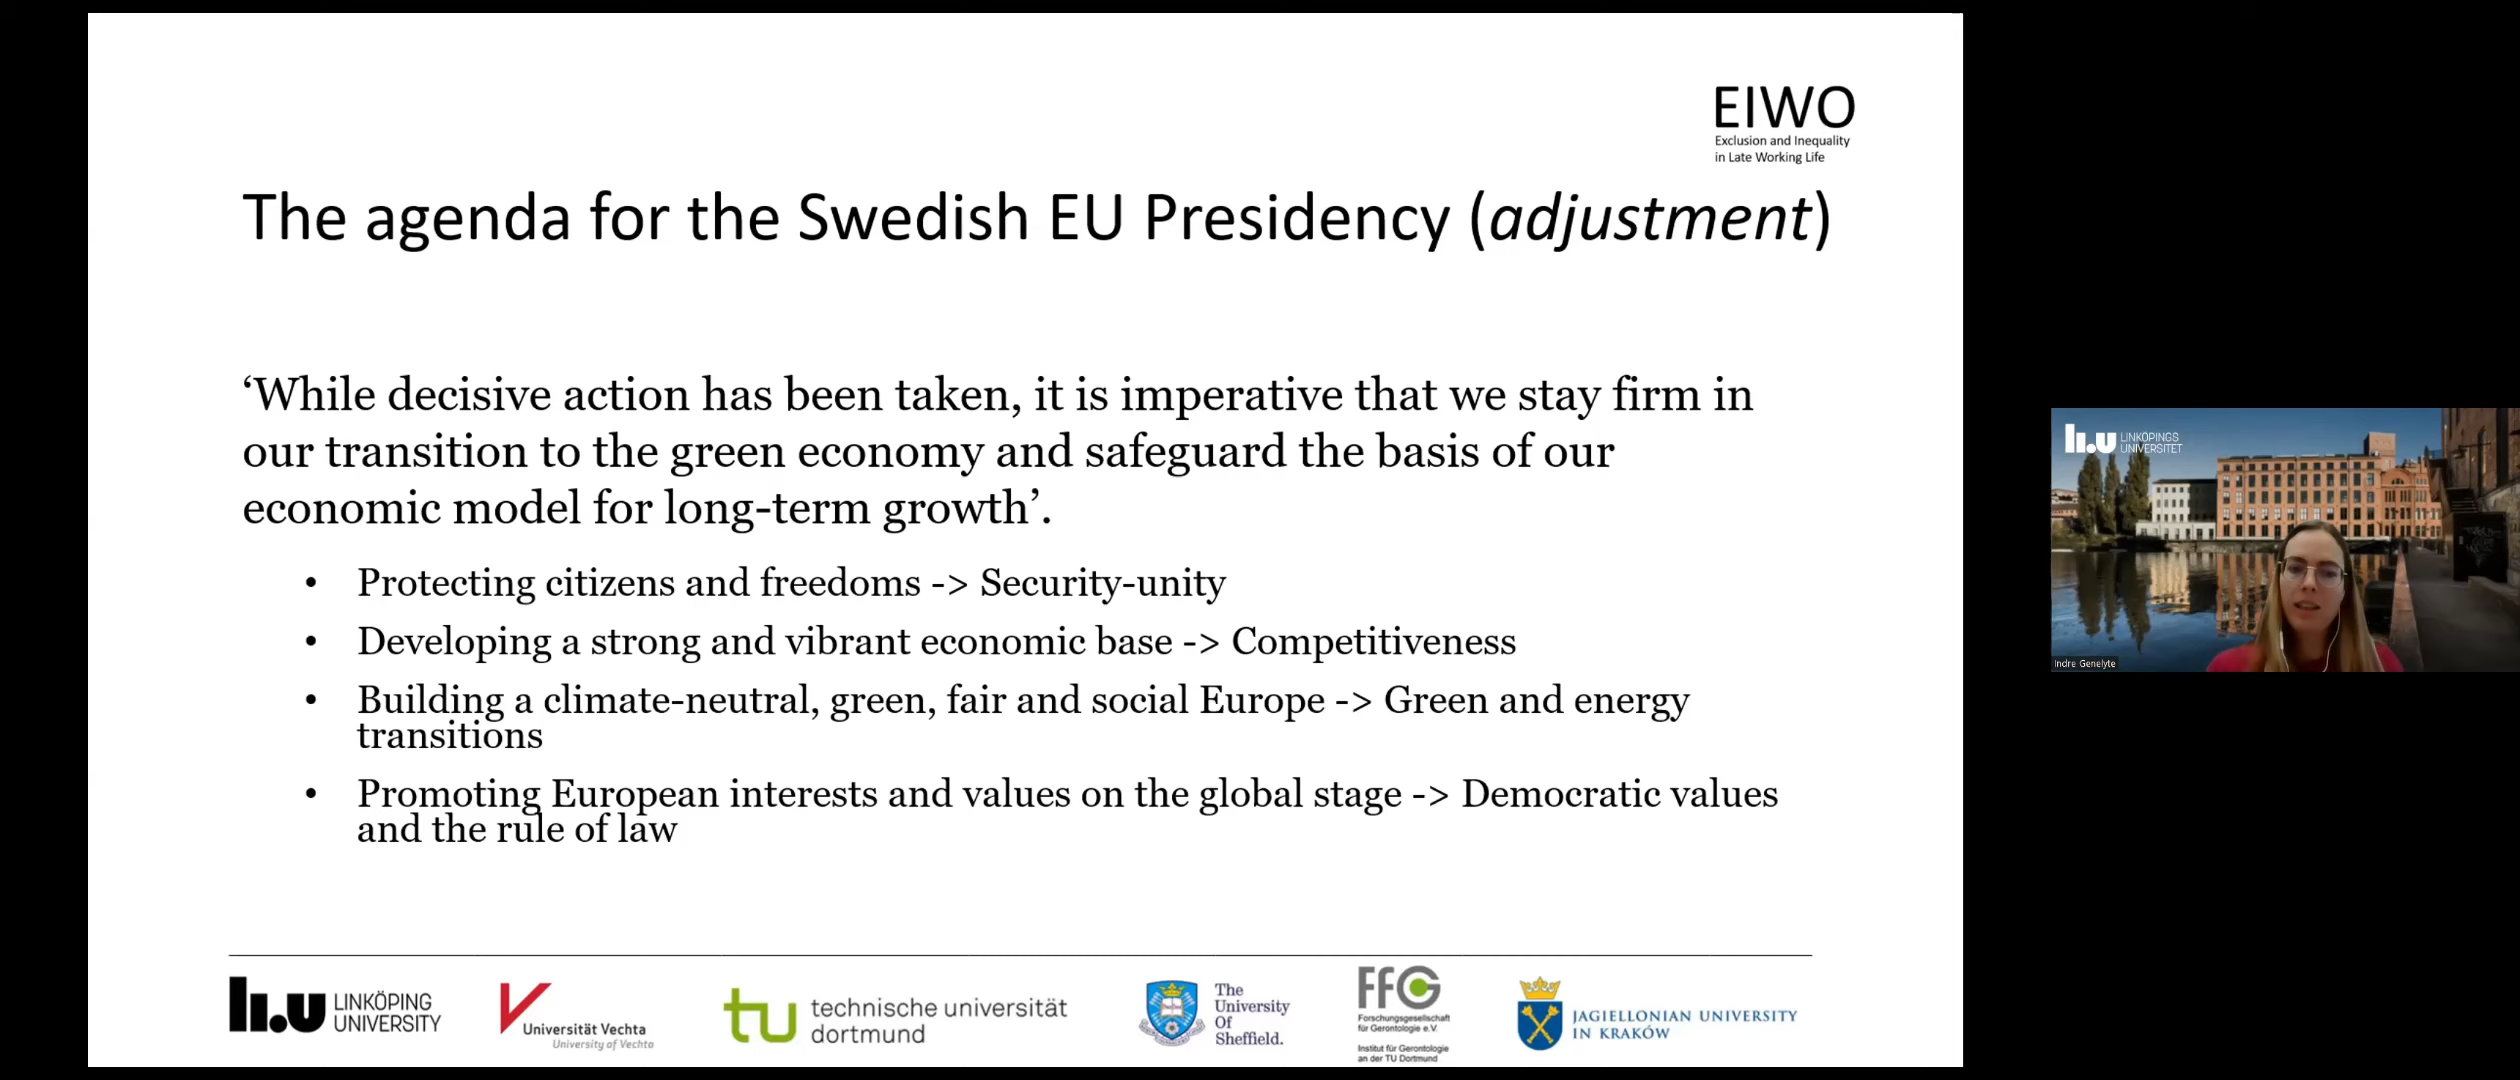 EIWO
Exclusion and Inequality
in Late Working Life
The agenda for the Swedish EU Presidency (adjustment)
‘While decisive action has been taken, it is imperative that we stay firm in
our transition to the green economy and safeguard the basis of our
economic model for long-term growth’.
• Protecting citizens and freedoms -> Security-unity
• Developing a strong and vibrant economic base -> Competitiveness
• Building a climate-neutral, green, fair and social Europe -> Green and energy
transitions
• Promoting European interests and values on the global stage -> Democratic values
and the rule of law
li.u LINKÖPING
UNIVERSITY
Universität Vechta
University of Vechta
tu technische universität
dortmund
The
University
Of
Sheffield.
FFG
Forschungsgesellschaft
für Gerontologie e.V.
Institut für Gerontologie
an der TU Dortmund
JAGIELLONIAN UNIVERSITY
IN KRAKÓW
li.u LINKÖPINGS
UNIVERSITET
Indre Genelyte